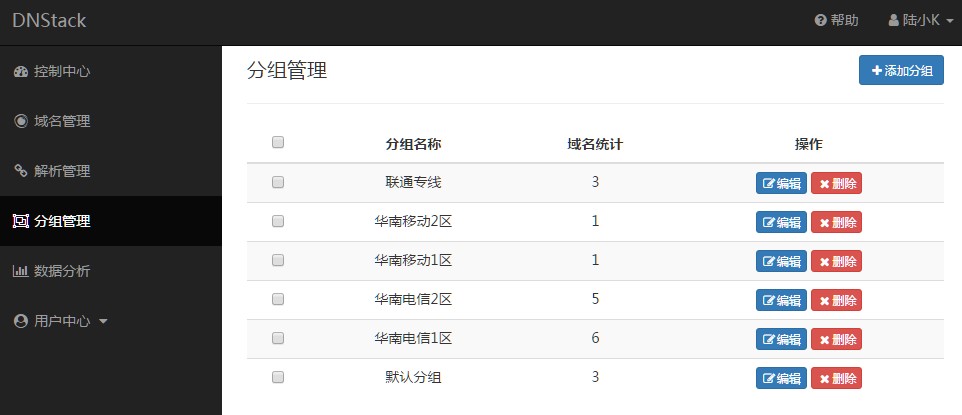 DNStack
帮助
陆小K
控制中心
域名管理
解析管理
分组管理
数据分析
用户中心
分组管理
添加分组
分组名称 域名统计 操作
联通专线 3 编辑 删除
华南移动2区 1 编辑 删除
华南移动1区 1 编辑 删除
华南电信2区 5 编辑 删除
华南电信1区 6 编辑 删除
默认分组 3 编辑 删除